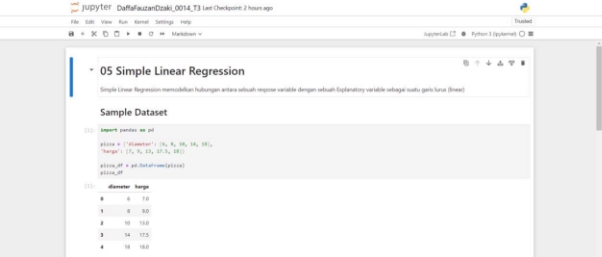 jupyter DaffaFauzanDzaki_0014_T3 Last Checkpoint: 2 hours ago
File Edit View Run Kernel Settings Help
Trusted
Markdown
JupyterLab
Python 3 (ipykernel)
05 Simple Linear Regression
Simple Linear Regression memodelkan hubungan antara sebuah respose variable dengan sebuah Explanatory variable sebagai suatu garis lurus (linear)
Sample Dataset
[1]: import pandas as pd
pizza = {'diameter': [6, 8, 10, 14, 18],
'harga': [7, 9, 13, 17.5, 18]}
pizza_df = pd.DataFrame(pizza)
pizza_df
[1]: diameter harga
0 6 7.0
1 8 9.0
2 10 13.0
3 14 17.5
4 18 18.0